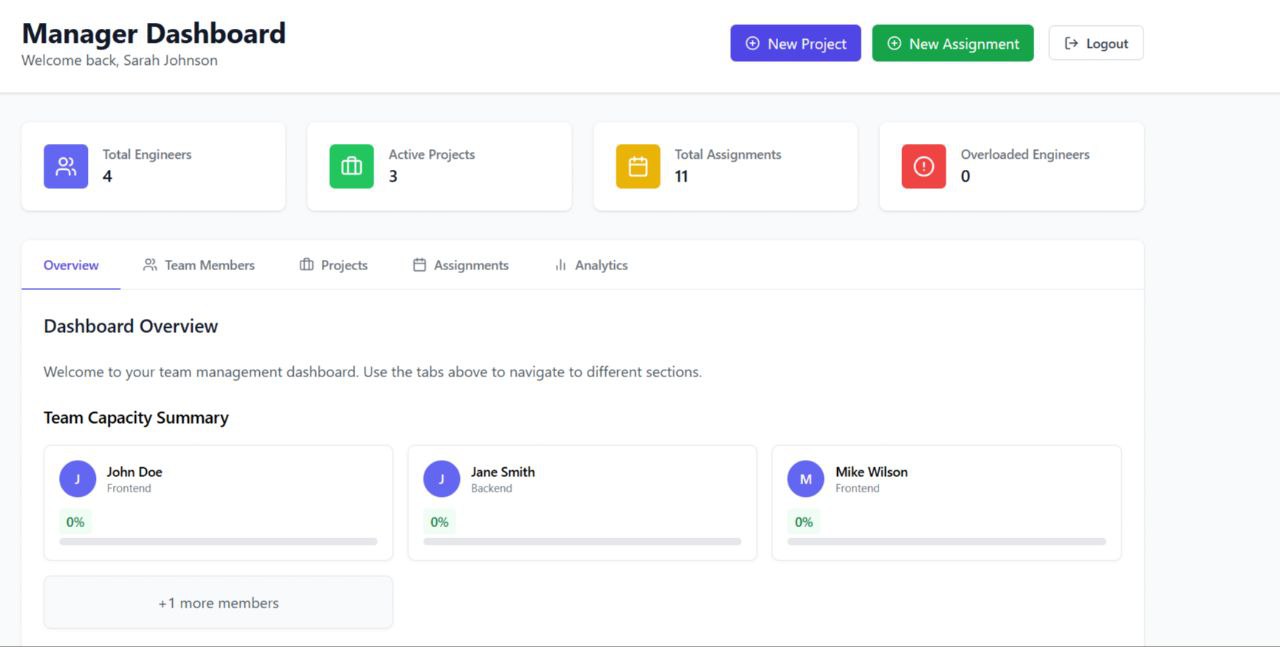 Manager Dashboard
Welcome back, Sarah Johnson
New Project
New Assignment
Logout
Total Engineers
4
Active Projects
3
Total Assignments
11
Overloaded Engineers
0
Overview
Team Members
Projects
Assignments
Analytics
Dashboard Overview
Welcome to your team management dashboard. Use the tabs above to navigate to different sections.
Team Capacity Summary
J
John Doe
Frontend
0%
J
Jane Smith
Backend
0%
M
Mike Wilson
Frontend
0%
+1 more members